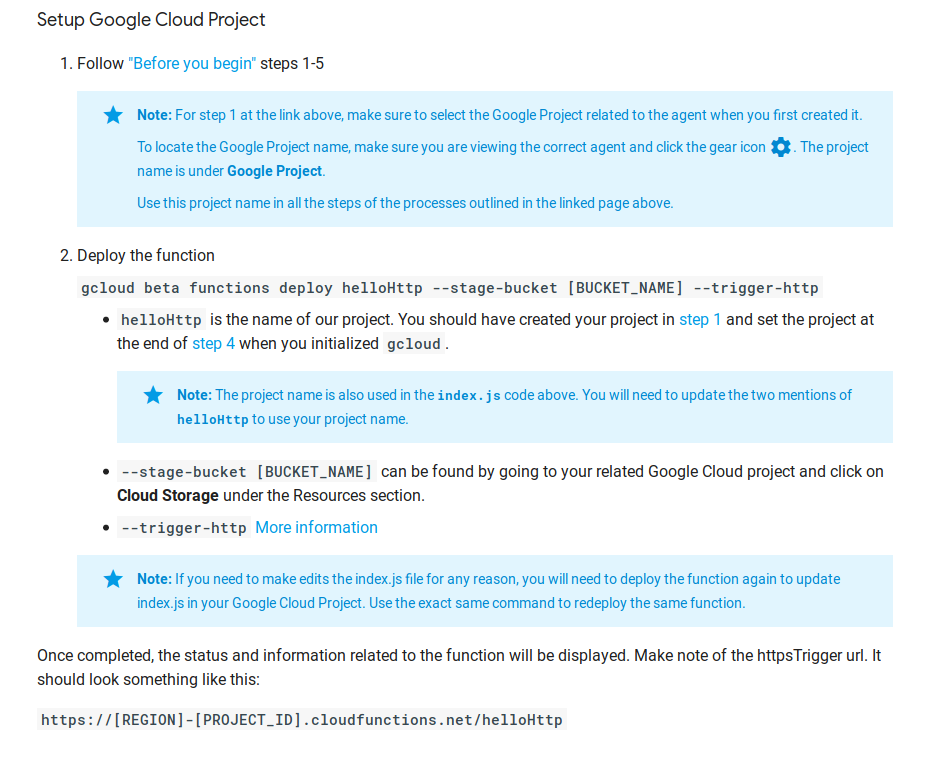 Setup Google Cloud Project
1. Follow "Before you begin" steps 1-5
Note: For step 1 at the link above, make sure to select the Google Project related to the agent when you first created it.
To locate the Google Project name, make sure you are viewing the correct agent and click the gear icon . The project
name is under Google Project.
Use this project name in all the steps of the processes outlined in the linked page above.
2. Deploy the function
gcloud beta functions deploy helloHttp --stage-bucket [BUCKET_NAME] --trigger-http
• helloHttp is the name of our project. You should have created your project in step 1 and set the project at
the end of step 4 when you initialized gcloud .
Note: The project name is also used in the index.js code above. You will need to update the two mentions of
helloHttp to use your project name.
• --stage-bucket [BUCKET_NAME] can be found by going to your related Google Cloud project and click on
Cloud Storage under the Resources section.
• --trigger-http More information
Note: If you need to make edits the index.js file for any reason, you will need to deploy the function again to update
index.js in your Google Cloud Project. Use the exact same command to redeploy the same function.
Once completed, the status and information related to the function will be displayed. Make note of the httpsTrigger url. It
should look something like this:
https://[REGION]-[PROJECT_ID].cloudfunctions.net/helloHttp